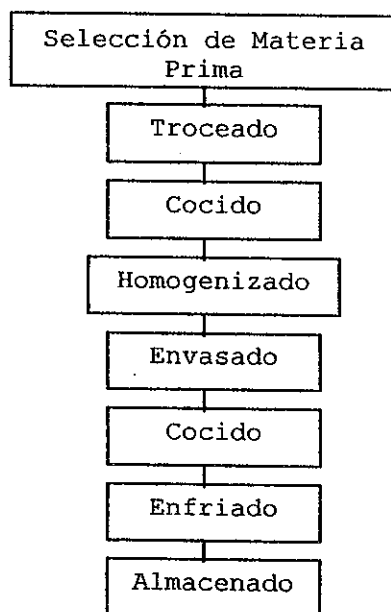 Selección de Materia
Prima
Troceado
Cocido
Homogenizado
Envasado
Cocido
Enfriado
Almacenado